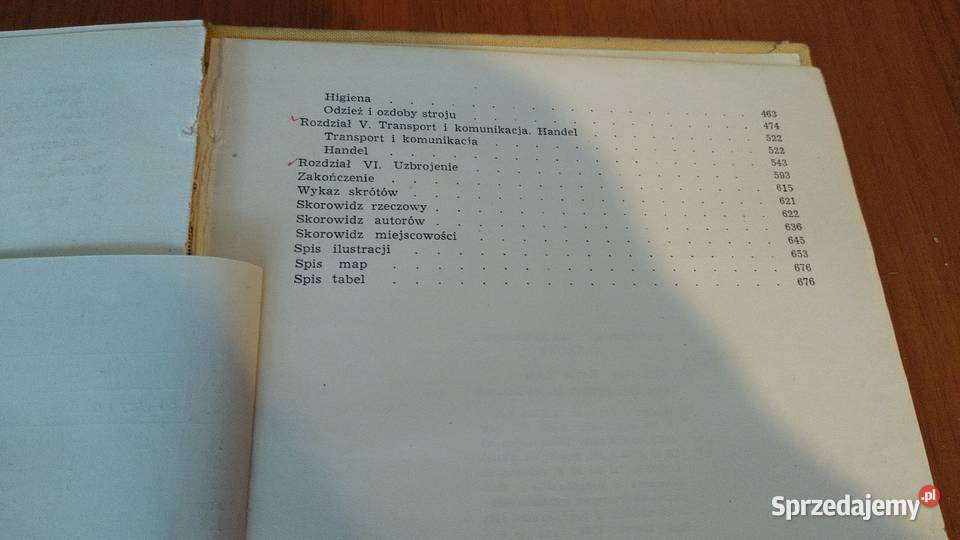 Higiena . . . . . . . . . . . . . . . . 463
Odzież i ozdoby stroju . . . . . . . . . . . . 474
Rozdział V. Transport i komunikacja. Handel . . . . . . . 522
Transport i komunikacja . . . . . . . . . . . 522
Handel . . . . . . . . . . . . . . . 543
Rozdział VI. Uzbrojenie . . . . . . . . . . . . 593
Zakończenie . . . . . . . . . . . . . . 615
Wykaz skrótów . . . . . . . . . . . . . . 621
Skorowidz rzeczowy . . . . . . . . . . . . . 622
Skorowidz autorów . . . . . . . . . . . . . 636
Skorowidz miejscowości . . . . . . . . . . . . 645
Spis ilustracji . . . . . . . . . . . . . . 653
Spis map . . . . . . . . . . . . . . . 676
Spis tabel . . . . . . . . . . . . . . . 676
Sprzedajemy .pl